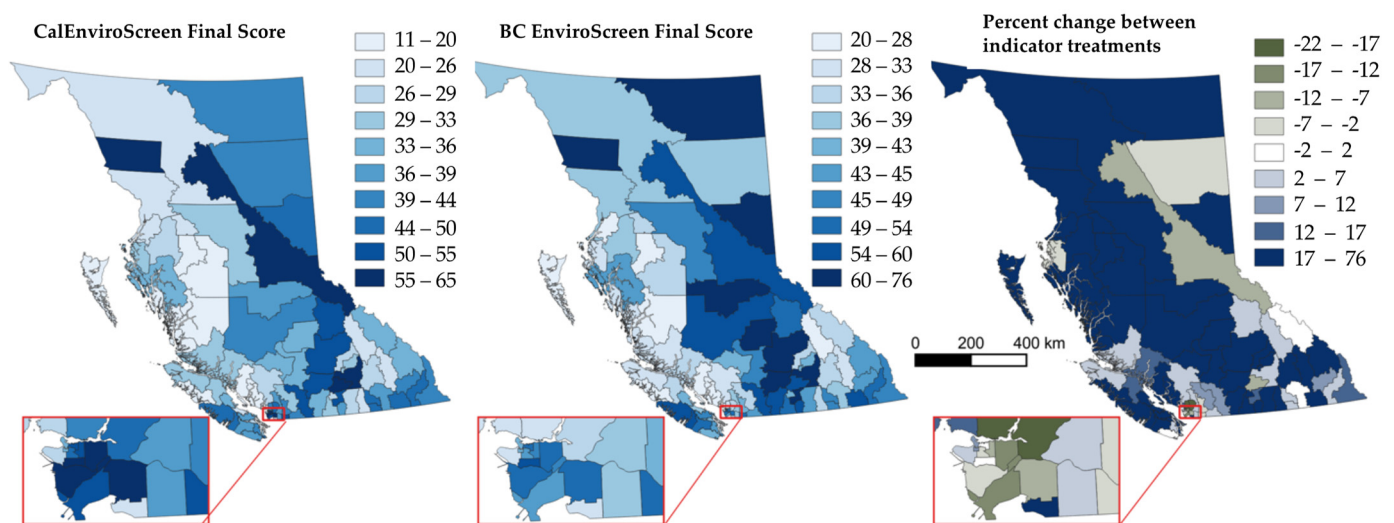 CalEnviroScreen Final Score
11 – 20
20 – 26
26 – 29
29 – 33
33 – 36
36 – 39
39 – 44
44 – 50
50 – 55
55 – 65
BC EnviroScreen Final Score
20 – 28
28 – 33
33 – 36
36 – 39
39 – 43
43 – 45
45 – 49
49 – 54
54 – 60
60 – 76
Percent change between
indicator treatments
-22 – -17
-17 – -12
-12 – -7
-7 – -2
-2 – 2
2 – 7
7 – 12
12 – 17
17 – 76
0 200 400 km